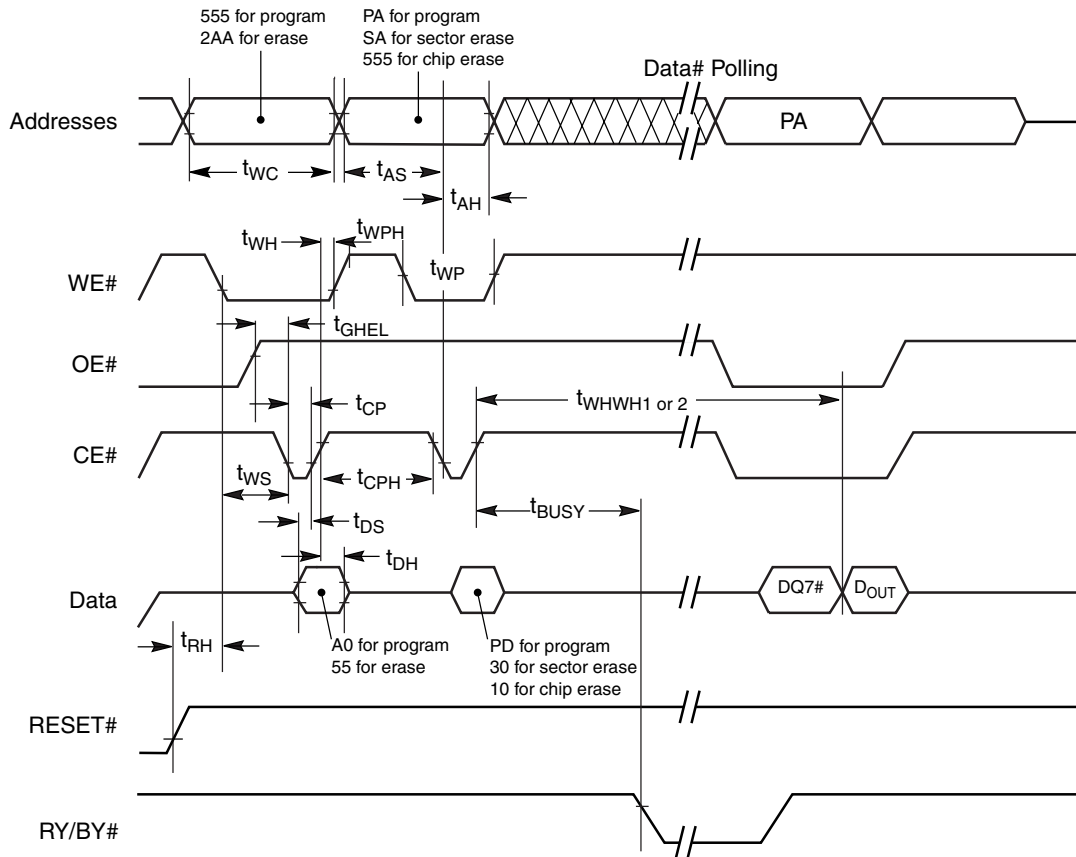 555 for program
2AA for erase
PA for program
SA for sector erase
555 for chip erase
Data# Polling
Addresses
PA
tWC
tAS
tAH
tWH
tWPH
tWP
WE#
tGHEL
OE#
tCP
tWHWH1 or 2
CE#
tWS
tCPH
tBUSY
tDS
tDH
Data
DQ7#
DOUT
tRH
A0 for program
55 for erase
PD for program
30 for sector erase
10 for chip erase
RESET#
RY/BY#